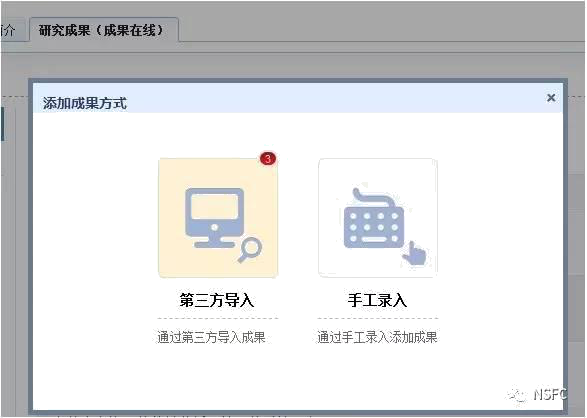 简介
研究成果（成果在线）
添加成果方式
×
3
第三方导入
手工录入
通过第三方导入成果
通过手工录入添加成果
NSFC